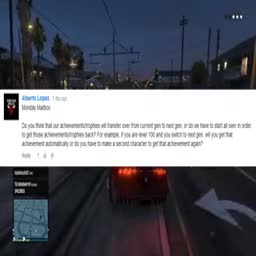 Alberto Lopez 1 day ago
Monday Mailbox
Do you think that our achievements/trophies will transfer over from current gen to next gen, or do we have to start all over in order
to get those achievements/trophies back? For example, if you are level 100 and you switch to next gen, will you get that
achievement automatically or do you have to make a second character to get that achievement again?
Reply